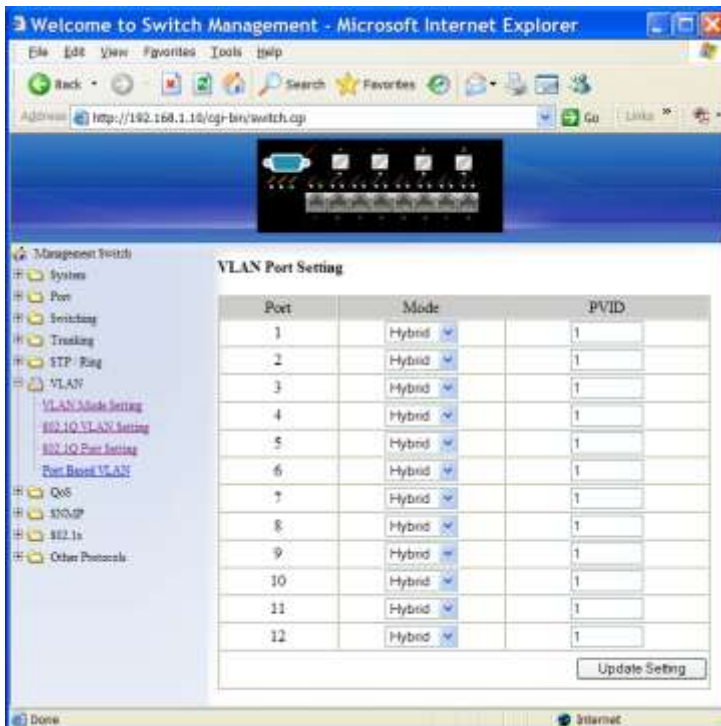 Welcome to Switch Management - Microsoft Internet Explorer
File Edit View Favorites Tools Help
Back Search Favorites
Address http://192.168.1.10/cgi-bin/switch.cgi Go Links »
Management Switch
System
Port
Switching
Trunking
STP / Ring
VLAN
VLAN Mode Setting
802.1Q VLAN Setting
802.1Q Port Setting
Port Based VLAN
QoS
SNMP
802.1x
Other Protocols
VLAN Port Setting
Port Mode PVID
1 Hybrid 1
2 Hybrid 1
3 Hybrid 1
4 Hybrid 1
5 Hybrid 1
6 Hybrid 1
7 Hybrid 1
8 Hybrid 1
9 Hybrid 1
10 Hybrid 1
11 Hybrid 1
12 Hybrid 1
Update Setting
Done Internet